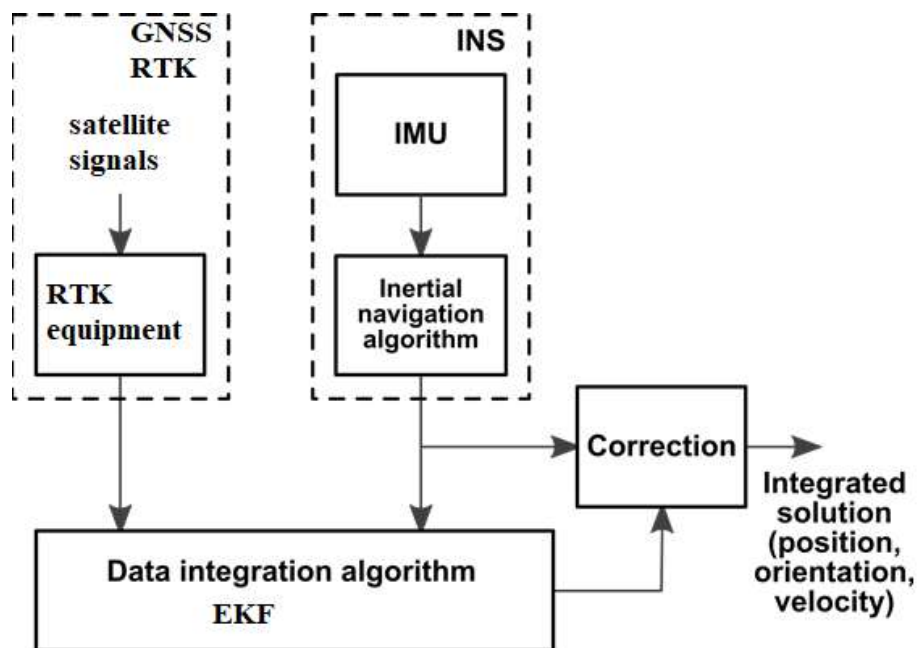 GNSS
RTK
satellite
signals
RTK
equipment
INS
IMU
Inertial
navigation
algorithm
Correction
Integrated
solution
(position,
orientation,
velocity)
Data integration algorithm
EKF